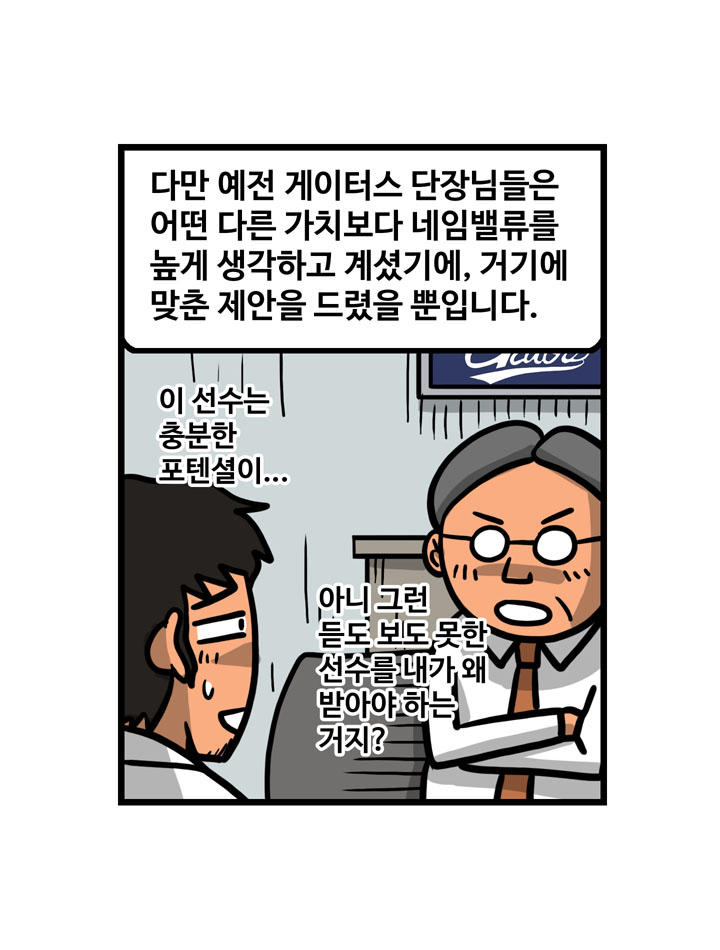 다만 예전 게이터스 단장님들은
어떤 다른 가치보다 네임밸류를
높게 생각하고 계셨기에, 거기에
맞춘 제안을 드렸을 뿐입니다.
이 선수는
충분한
포텐셜이...
아니 그런
듣도 보도 못한
선수를 내가 왜
받아야 하는
거지?